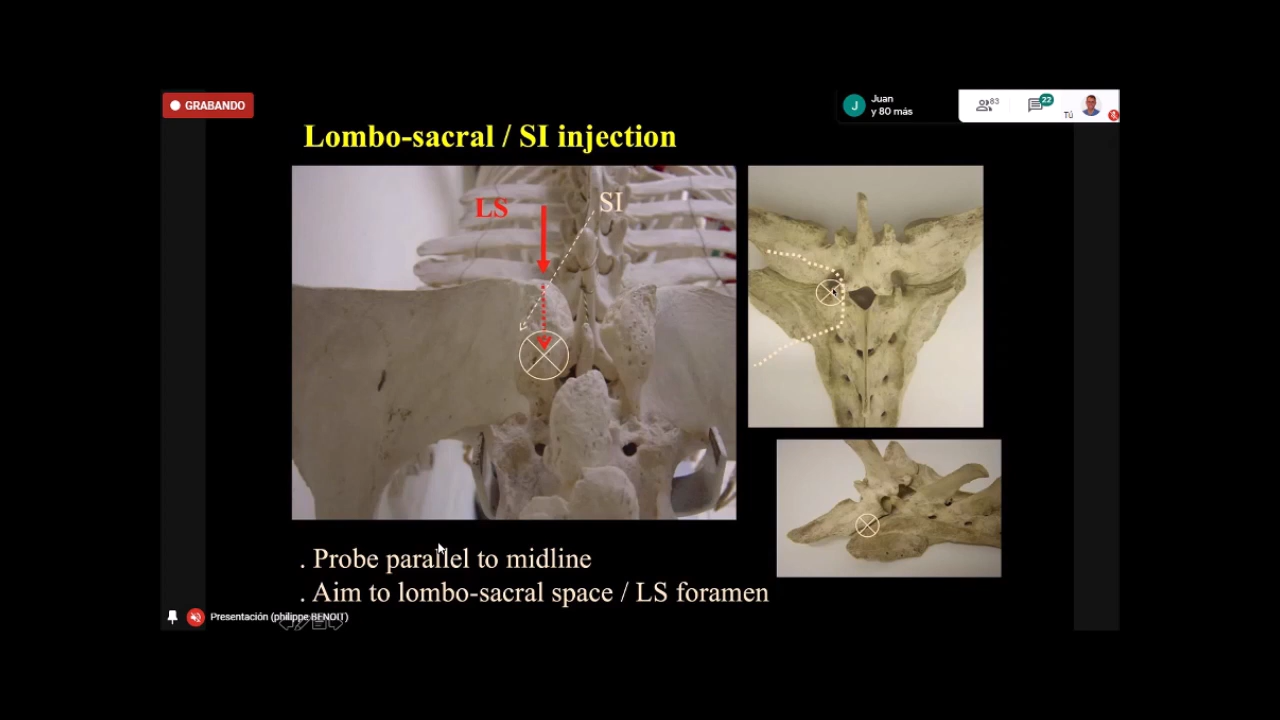 GRABANDO
J
Juan
y 80 más
83
22
Tú
Lombo-sacral / SI injection
LS
SI
. Probe parallel to midline
. Aim to lombo-sacral space / LS foramen
Presentación (philippe BENOIT)